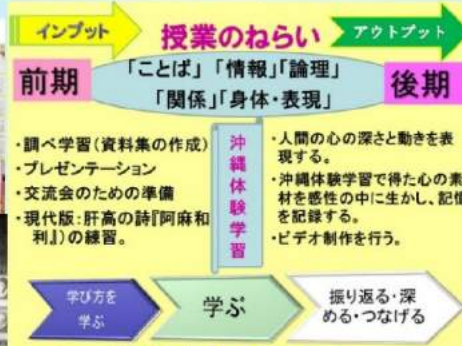 インプット
授業のねらい
アウトプット
前期
「ことば」「情報」「論理」
「関係」「身体・表現」
後期
・調べ学習(資料集の作成)
・プレゼンテーション
・交流会のための準備
・現代版:肝高の詩『阿麻和
利』)の練習。
沖縄体験学習
・人間の心の深さと動きを表
現する。
・沖縄体験学習で得た心の素
材を感性の中に生かし、記憶
を記録する。
・ビデオ制作を行う。
学び方を
学ぶ
学ぶ
振り返る・深
める・つなげる